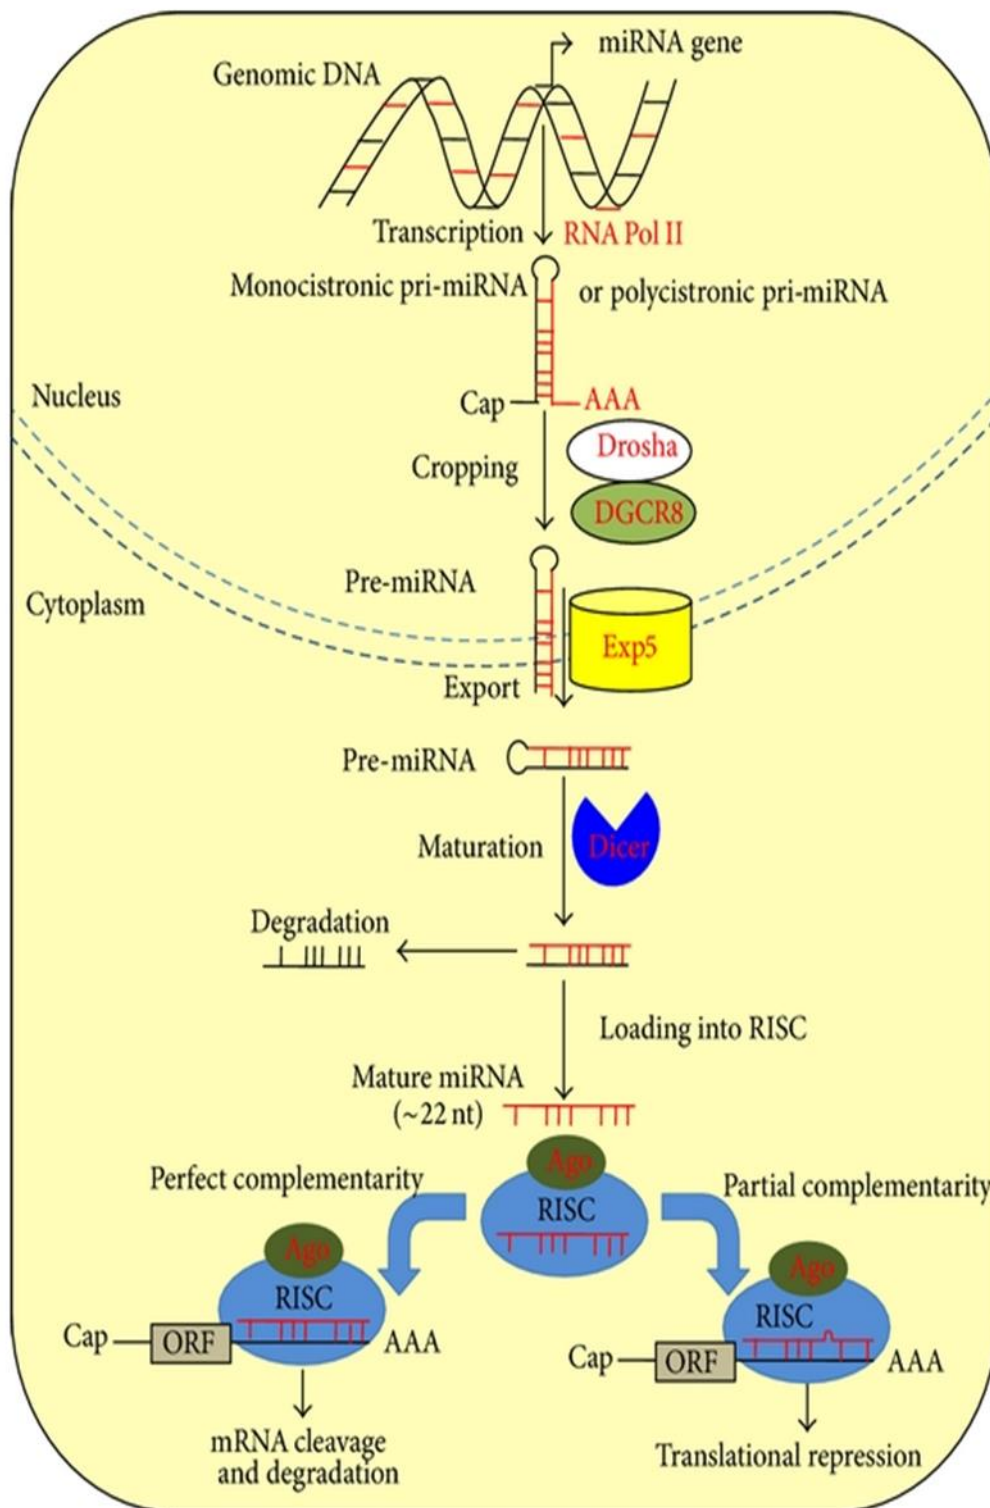 miRNA gene
Genomic DNA
Transcription
RNA Pol II
Monocistronic pri-miRNA
or polycistronic pri-miRNA
Nucleus
Cap
AAA
Drosha
Cropping
DGCR8
Pre-miRNA
Cytoplasm
Exp5
Export
Pre-miRNA
Maturation
Dicer
Degradation
Loading into RISC
Mature miRNA
(~22 nt)
Ago
RISC
Perfect complementarity
Partial complementarity
Ago
RISC
Cap
ORF
AAA
mRNA cleavage
and degradation
Ago
RISC
Cap
ORF
AAA
Translational repression